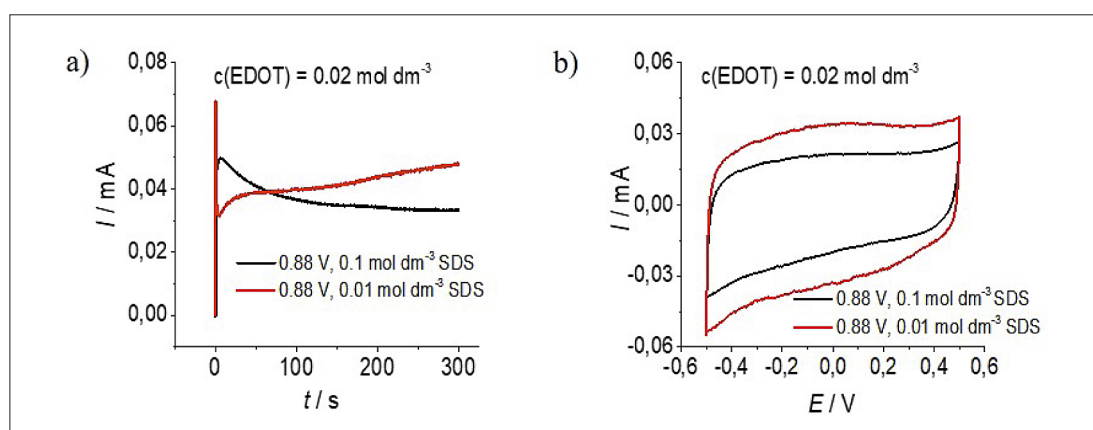 a)
c(EDOT) = 0.02 mol dm⁻³
0,08
0,06
0,04
0,02
0,00
I / mA
0.88 V, 0.1 mol dm⁻³ SDS
0.88 V, 0.01 mol dm⁻³ SDS
0 100 200 300
t / s
b)
c(EDOT) = 0.02 mol dm⁻³
0,06
0,03
0,00
-0,03
-0,06
I / mA
0.88 V, 0.1 mol dm⁻³ SDS
0.88 V, 0.01 mol dm⁻³ SDS
-0,6 -0,4 -0,2 0,0 0,2 0,4 0,6
E / V